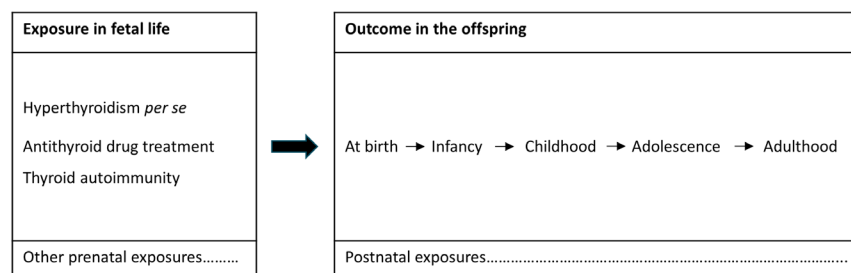 Exposure in fetal life
Hyperthyroidism per se
Antithyroid drug treatment
Thyroid autoimmunity
Other prenatal exposures………
Outcome in the offspring
At birth → Infancy → Childhood → Adolescence → Adulthood
Postnatal exposures……………………………………………………………………………...